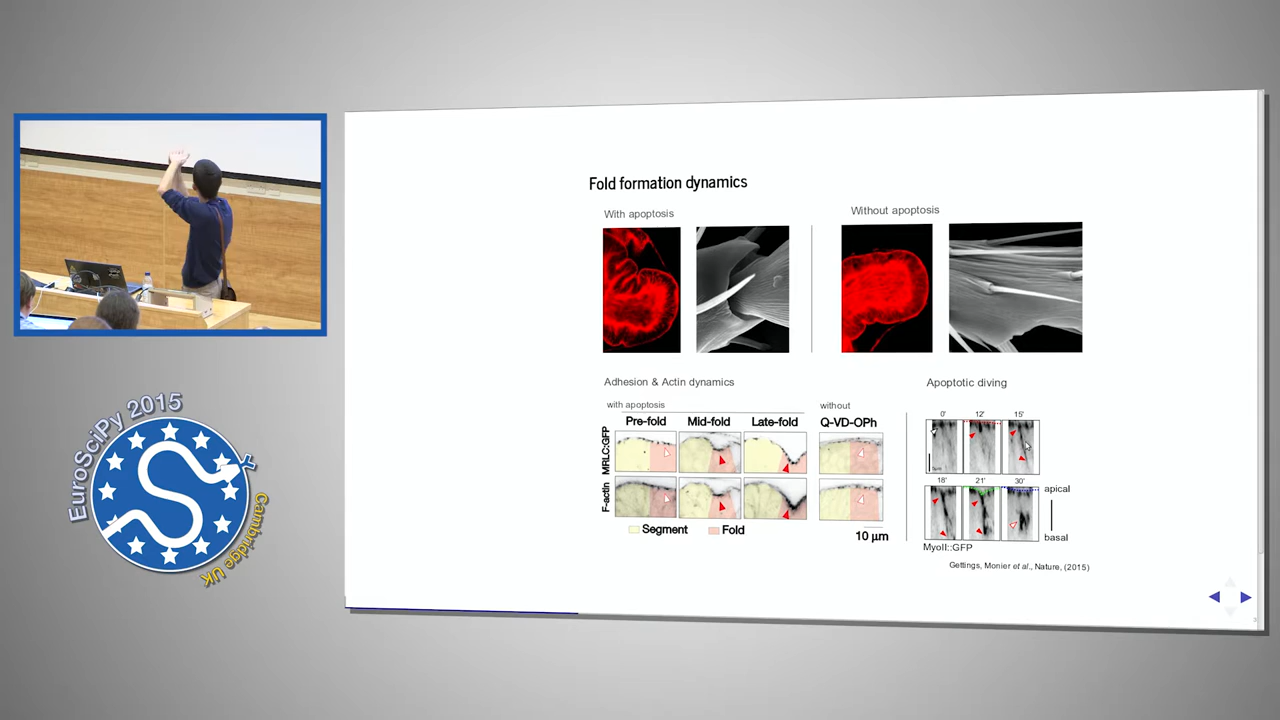 Fold formation dynamics
With apoptosis
Without apoptosis
Adhesion & Actin dynamics
with apoptosis
without
Pre-fold
Mid-fold
Late-fold
Q-VD-OPh
MRLC:GFP
F-actin
Segment
Fold
10 µm
Apoptotic diving
0'
12'
15'
18'
21'
30'
apical
basal
MyoII::GFP
Gettings, Monier et al., Nature, (2015)
3
EuroSciPy 2015
Cambridge UK